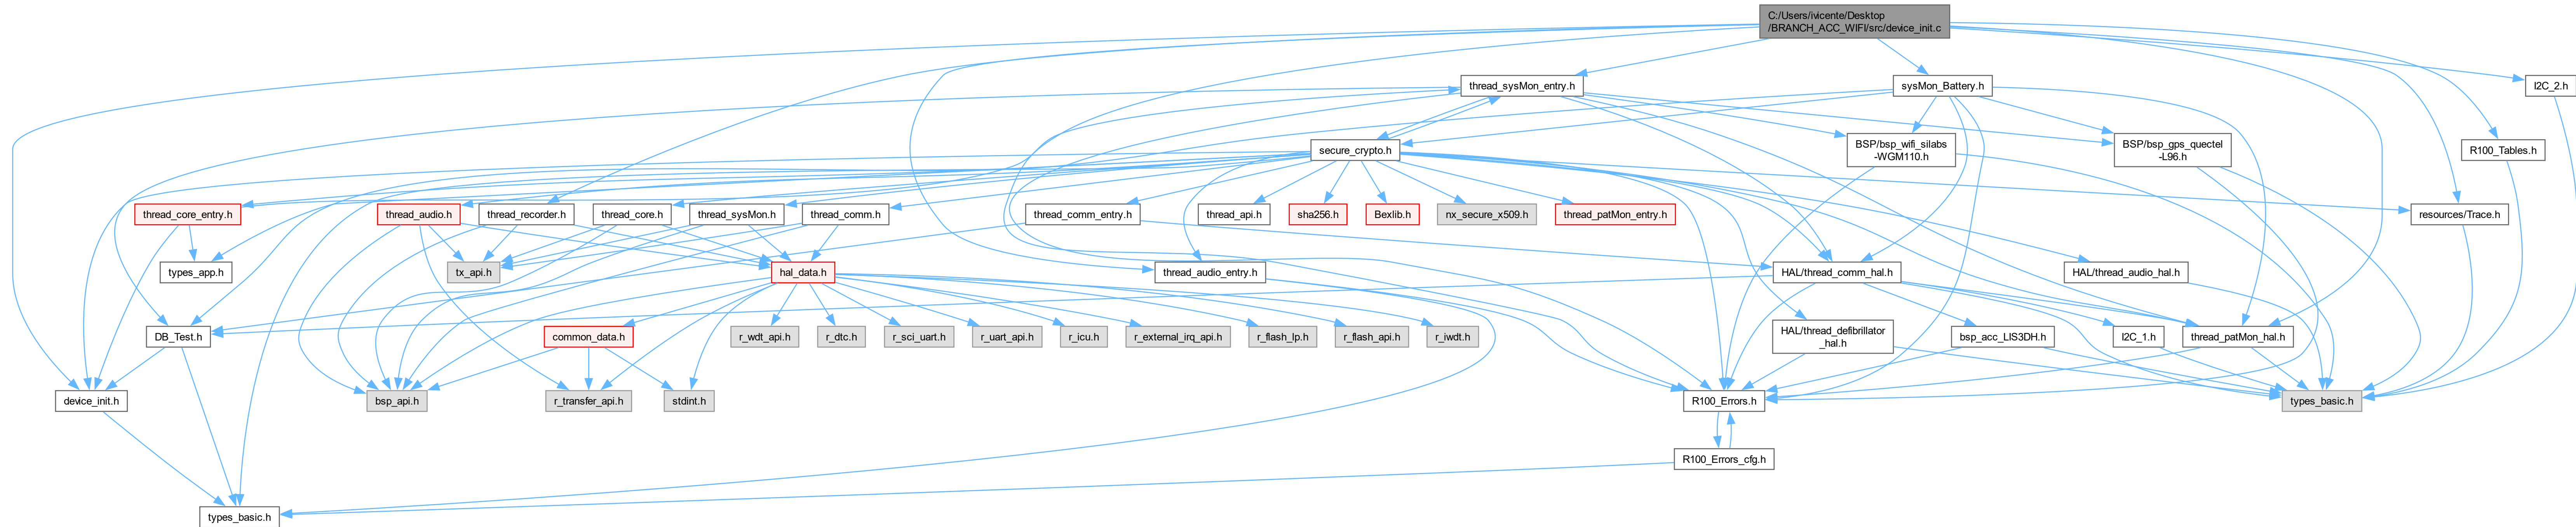 C:/Users/ivicente/Desktop
/BRANCH_ACC_WIFI/src/device_init.c
thread_sysMon_entry.h
sysMon_Battery.h
I2C_2.h
secure_crypto.h
BSP/bsp_wifi_silabs
-WGM110.h
BSP/bsp_gps_quectel
-L96.h
R100_Tables.h
thread_core_entry.h
thread_audio.h
thread_recorder.h
thread_core.h
thread_sysMon.h
thread_comm.h
thread_comm_entry.h
thread_api.h
sha256.h
Bexlib.h
nx_secure_x509.h
thread_patMon_entry.h
resources/Trace.h
types_app.h
tx_api.h
hal_data.h
thread_audio_entry.h
HAL/thread_comm_hal.h
HAL/thread_audio_hal.h
DB_Test.h
common_data.h
r_wdt_api.h
r_dtc.h
r_sci_uart.h
r_uart_api.h
r_icu.h
r_external_irq_api.h
r_flash_lp.h
r_flash_api.h
r_iwdt.h
HAL/thread_defibrillator
_hal.h
bsp_acc_LIS3DH.h
I2C_1.h
thread_patMon_hal.h
device_init.h
bsp_api.h
r_transfer_api.h
stdint.h
R100_Errors.h
types_basic.h
R100_Errors_cfg.h
types_basic.h